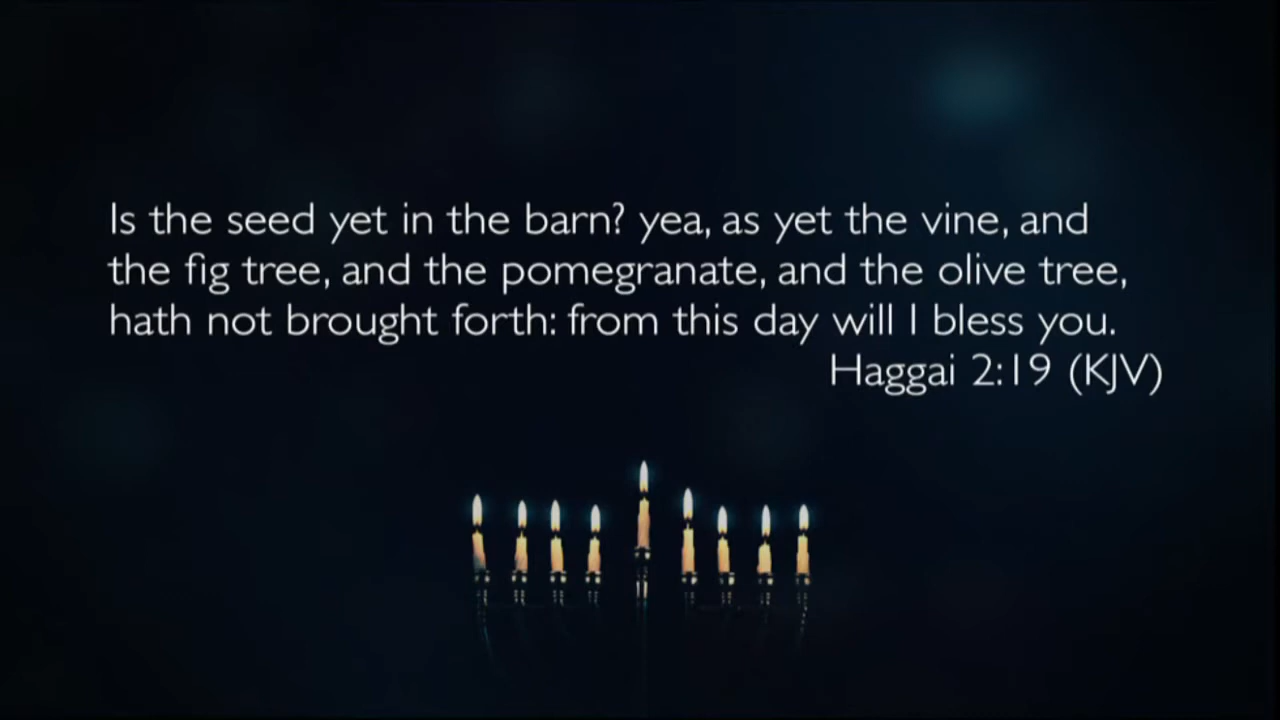 Is the seed yet in the barn? yea, as yet the vine, and
the fig tree, and the pomegranate, and the olive tree,
hath not brought forth: from this day will I bless you.
Haggai 2:19 (KJV)